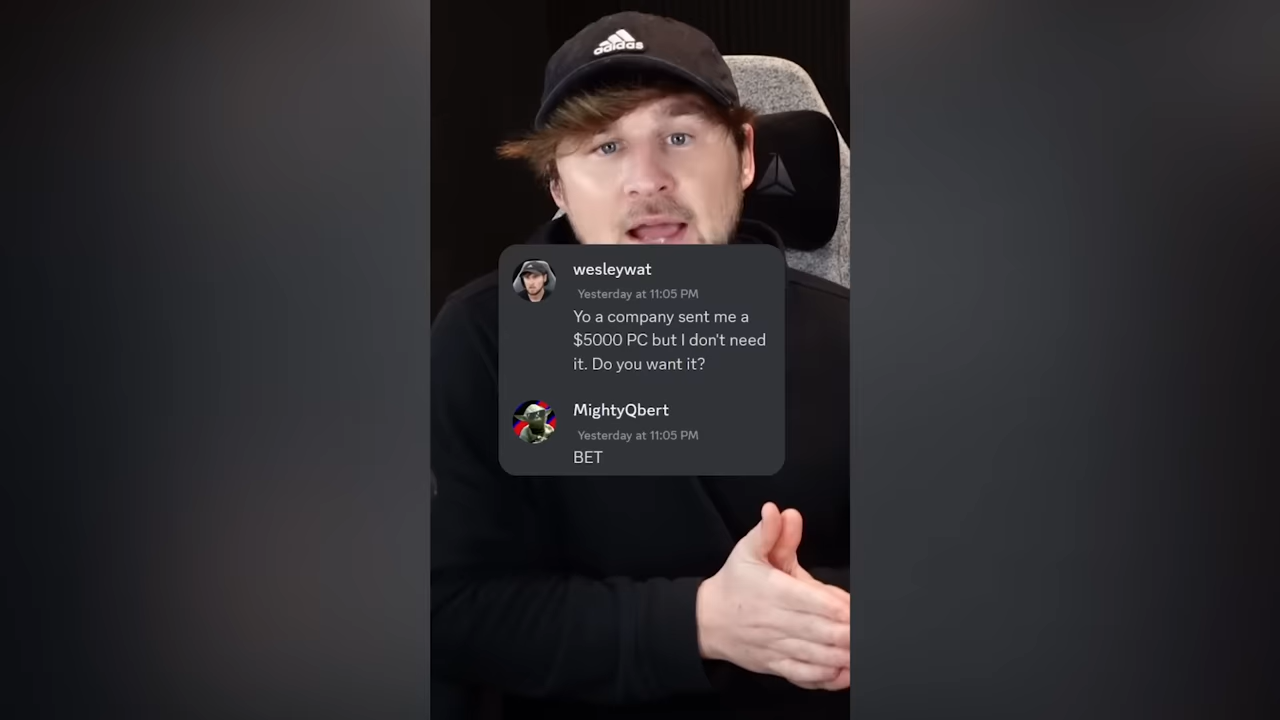 adidas
wesleywat
Yesterday at 11:05 PM
Yo a company sent me a
$5000 PC but I don't need
it. Do you want it?
MightyQbert
Yesterday at 11:05 PM
BET